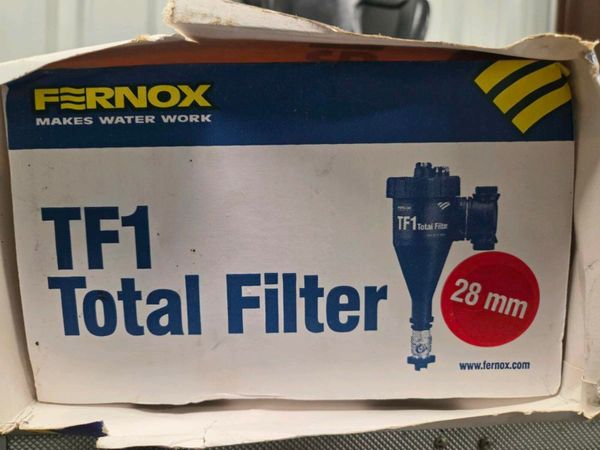 FERNOX
MAKES WATER WORK
TF1
Total Filter
TF1 Total Filter
28 mm
www.fernox.com